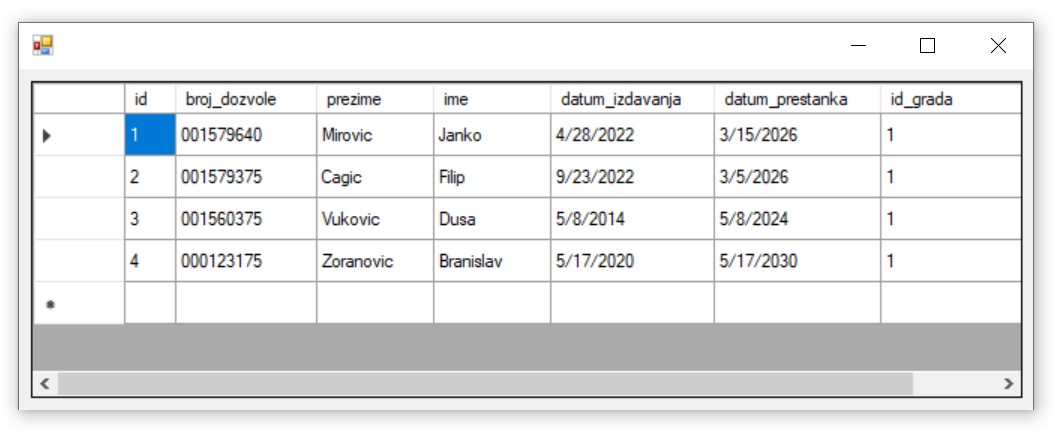 id broj_dozvole prezime ime datum_izdavanja datum_prestanka id_grada
1 001579640 Mirovic Janko 4/28/2022 3/15/2026 1
2 001579375 Cagic Filip 9/23/2022 3/5/2026 1
3 001560375 Vukovic Dusa 5/8/2014 5/8/2024 1
4 000123175 Zoranovic Branislav 5/17/2020 5/17/2030 1